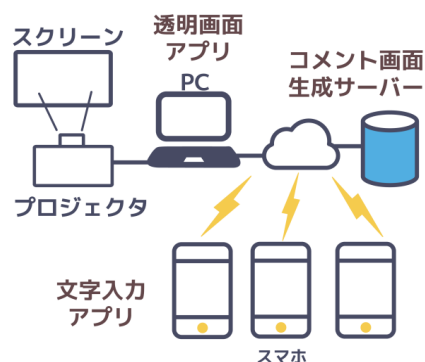 スクリーン
透明画面
アプリ
PC
コメント画面
生成サーバー
プロジェクタ
文字入力
アプリ
スマホ